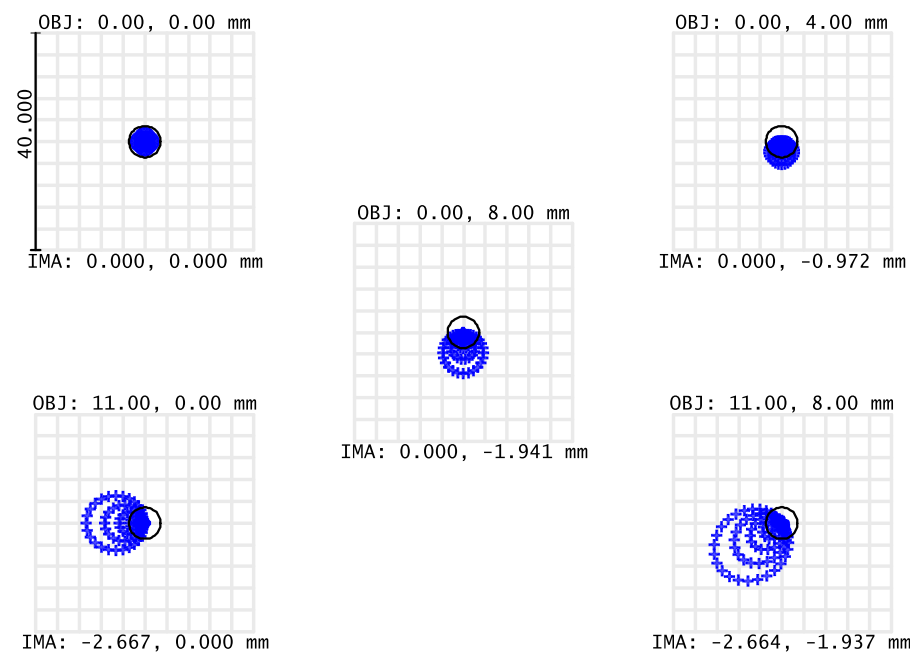 OBJ: 0.00, 0.00 mm
OBJ: 0.00, 4.00 mm
40.000
IMA: 0.000, 0.000 mm
IMA: 0.000, -0.972 mm
OBJ: 0.00, 8.00 mm
IMA: 0.000, -1.941 mm
OBJ: 11.00, 0.00 mm
OBJ: 11.00, 8.00 mm
IMA: -2.667, 0.000 mm
IMA: -2.664, -1.937 mm